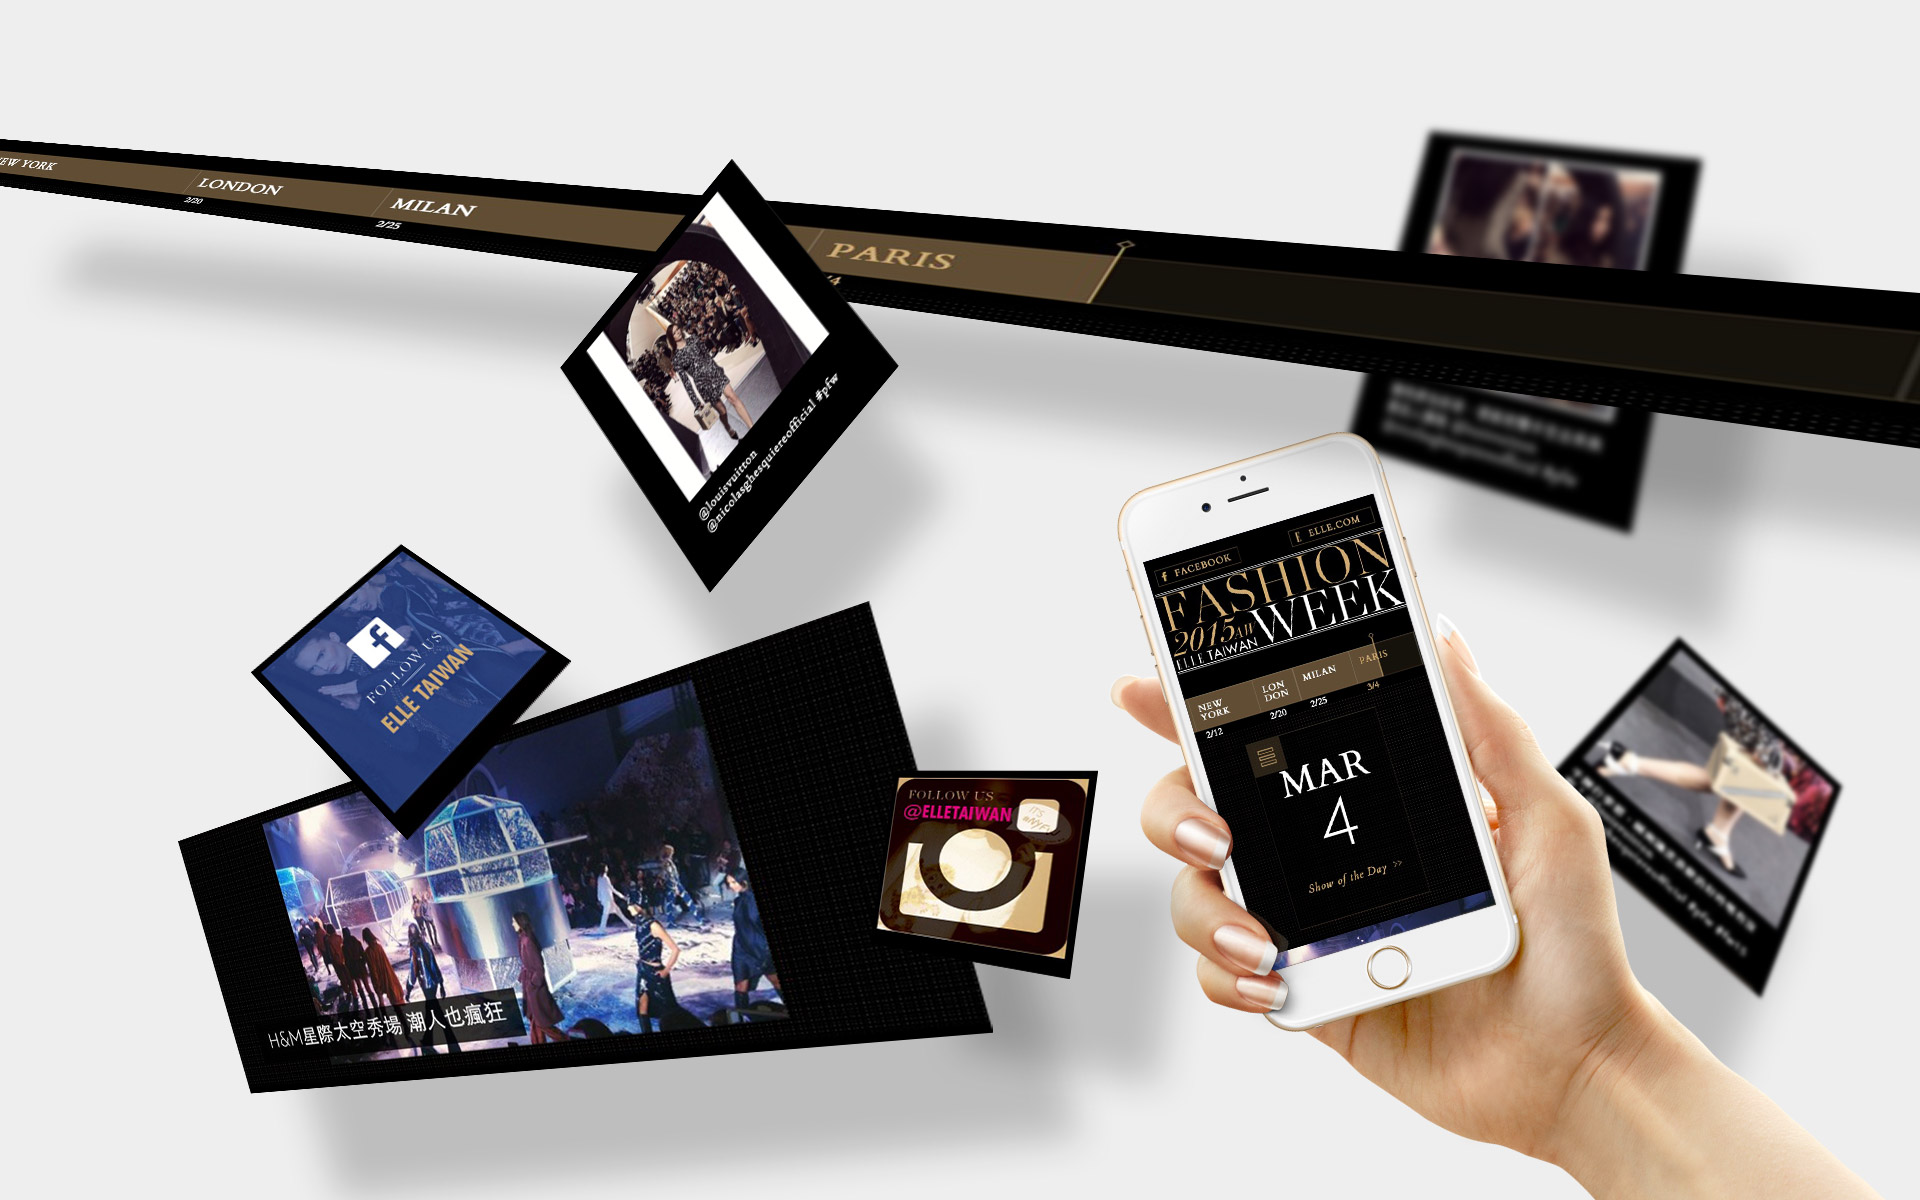 EW YORK
LONDON
2/20
MILAN
2/25
PARIS
/4
@louisvuitton
@nicolasghesquiereofficial #pfw
FOLLOW US
ELLE TAIWAN
H&M星際太空秀場 潮人也瘋狂
FOLLOW US
@ELLETAIWAN
FACEBOOK
ELLE.COM
FASHION
2015AW WEEK
ELLE TAIWAN
NEW
YORK
2/12
LON
DON
2/20
MILAN
2/25
PARIS
3/4
MAR
4
Show of the Day >>